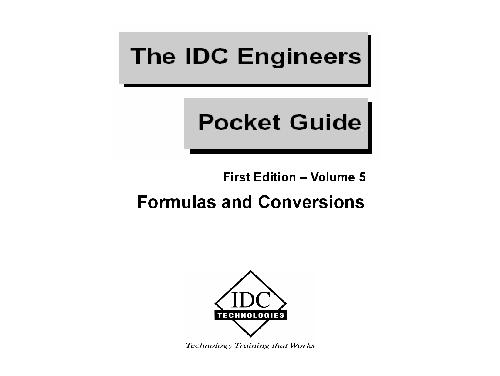 The IDC Engineers
Pocket Guide
First Edition – Volume 5
Formulas and Conversions
IDC
TECHNOLOGIES
Technology Training that Works